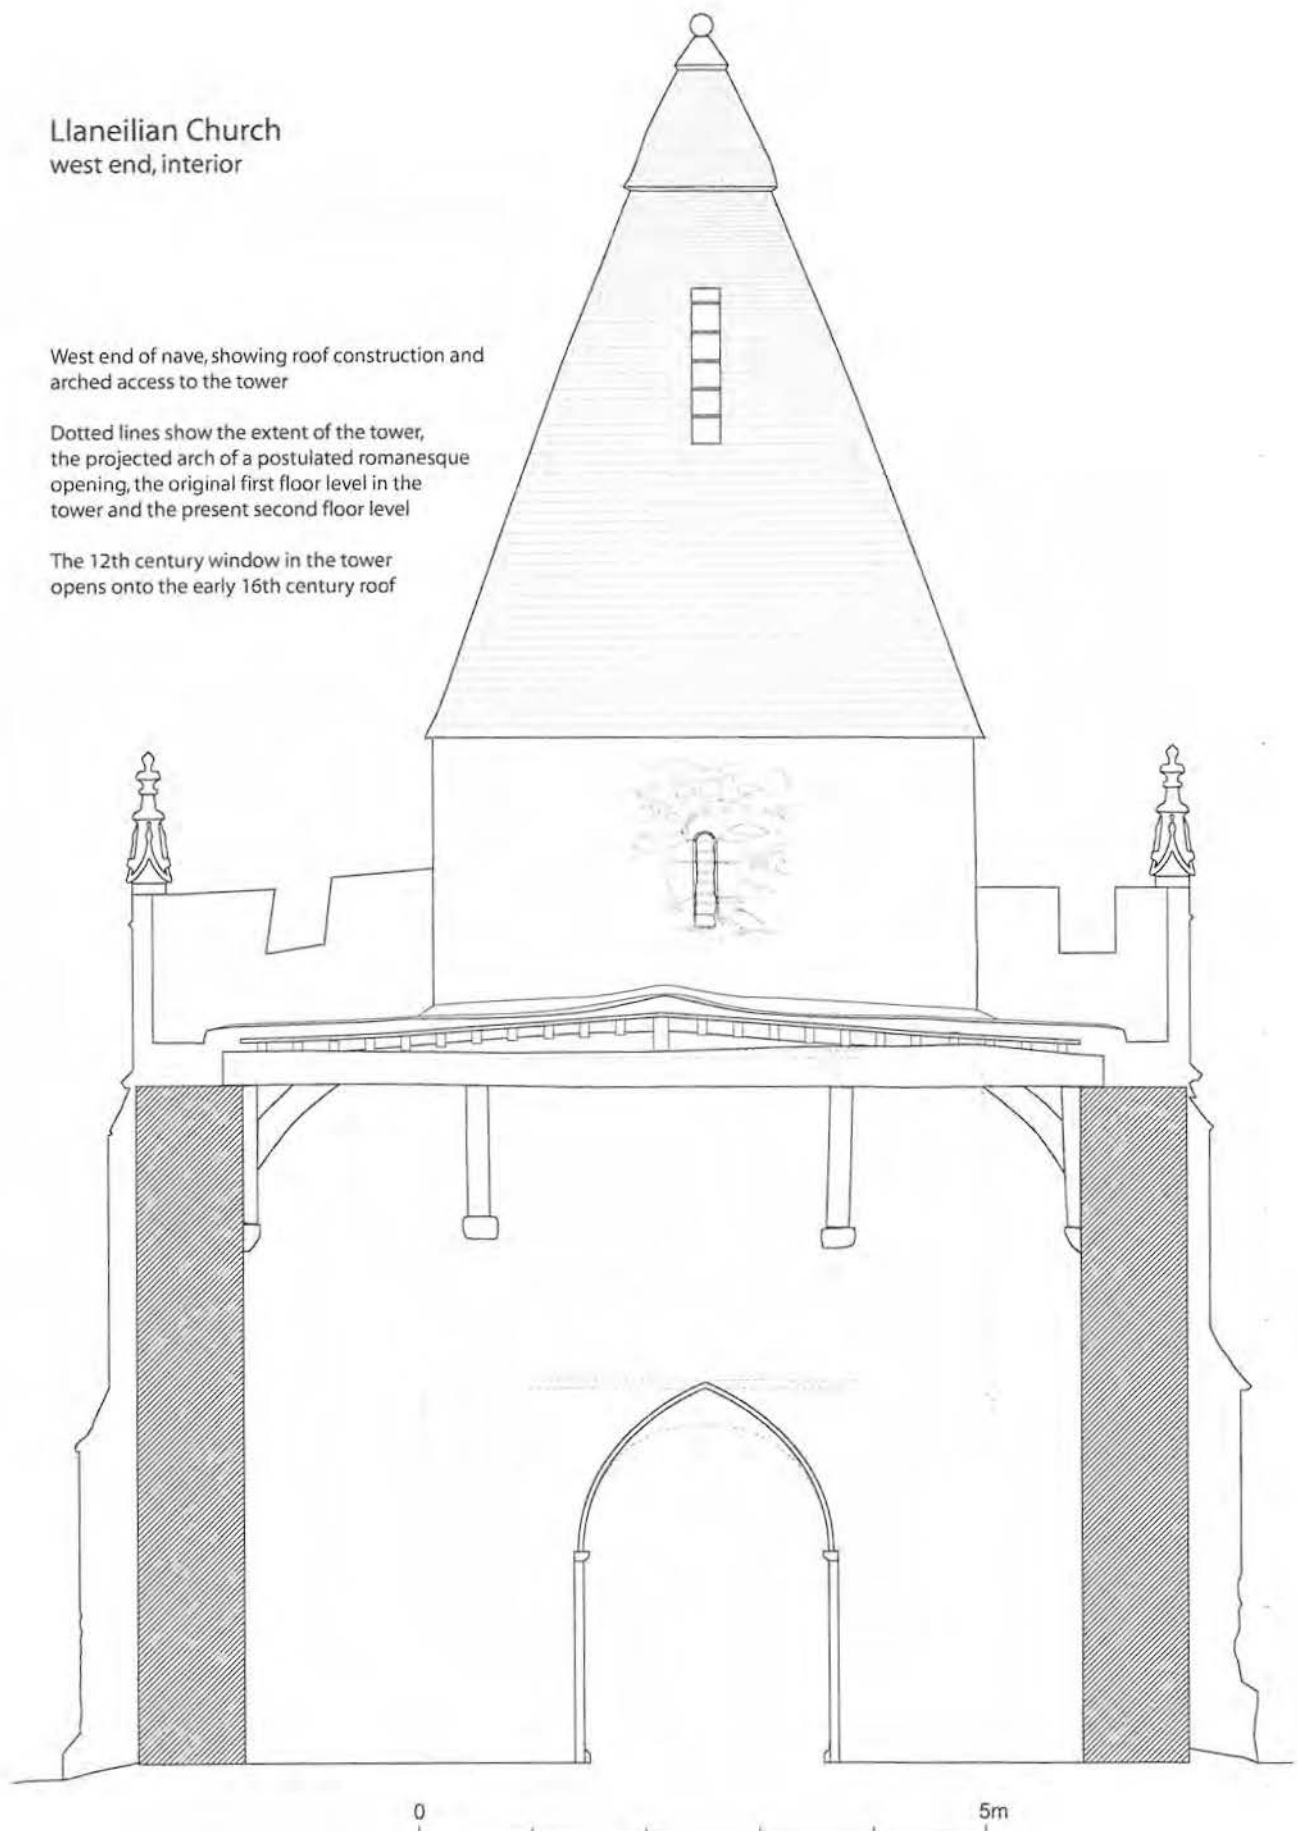 Llaneilian Church
west end, interior
West end of nave, showing roof construction and
arched access to the tower
Dotted lines show the extent of the tower,
the projected arch of a postulated romanesque
opening, the original first floor level in the
tower and the present second floor level
The 12th century window in the tower
opens onto the early 16th century roof
0
5m